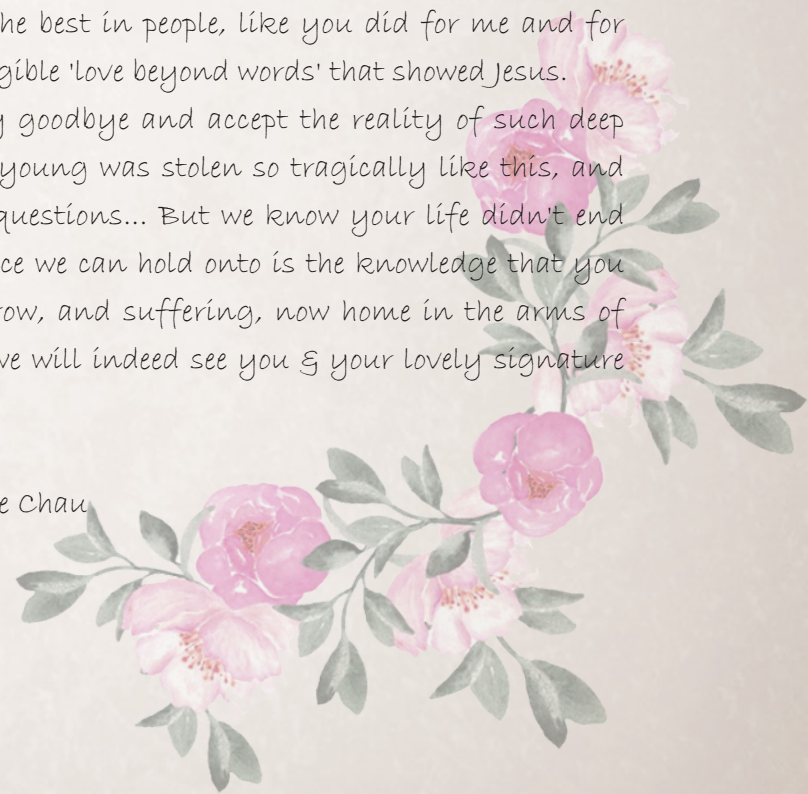 he best in people, like you did for me and for
gible 'love beyond words' that showed Jesus.
y goodbye and accept the reality of such deep
young was stolen so tragically like this, and
questions... But we know your life didn't end
ce we can hold onto is the knowledge that you
row, and suffering, now home in the arms of
we will indeed see you & your lovely signature
e Chau